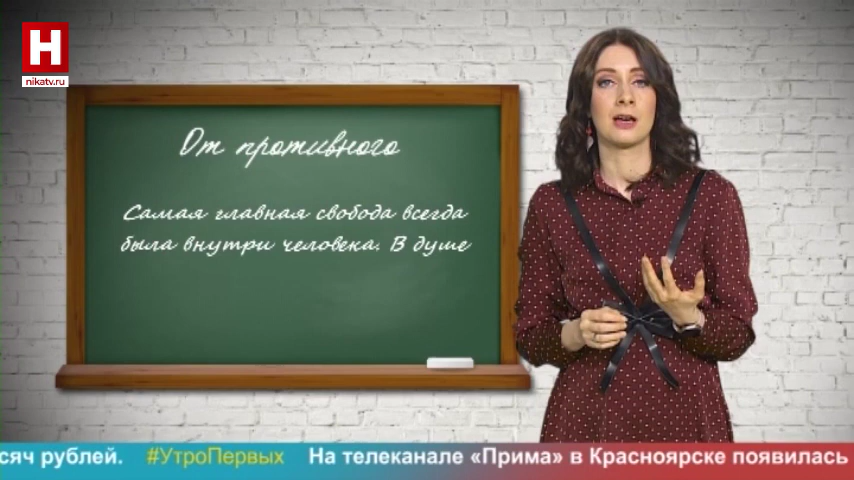 Н
nikatv.ru
От противного
Самая главная свобода всегда
была внутри человека. В душе
сяч рублей. #УтроПервых На телеканале «Прима» в Красноярске появилась